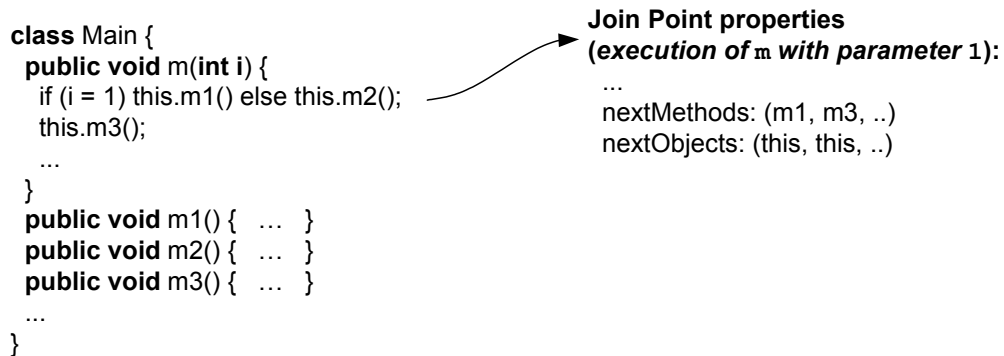 class Main {
public void m(int i) {
if (i = 1) this.m1() else this.m2();
this.m3();
...
}
public void m1() { … }
public void m2() { … }
public void m3() { … }
...
}
Join Point properties
(execution of m with parameter 1):
...
nextMethods: (m1, m3, ..)
nextObjects: (this, this, ..)